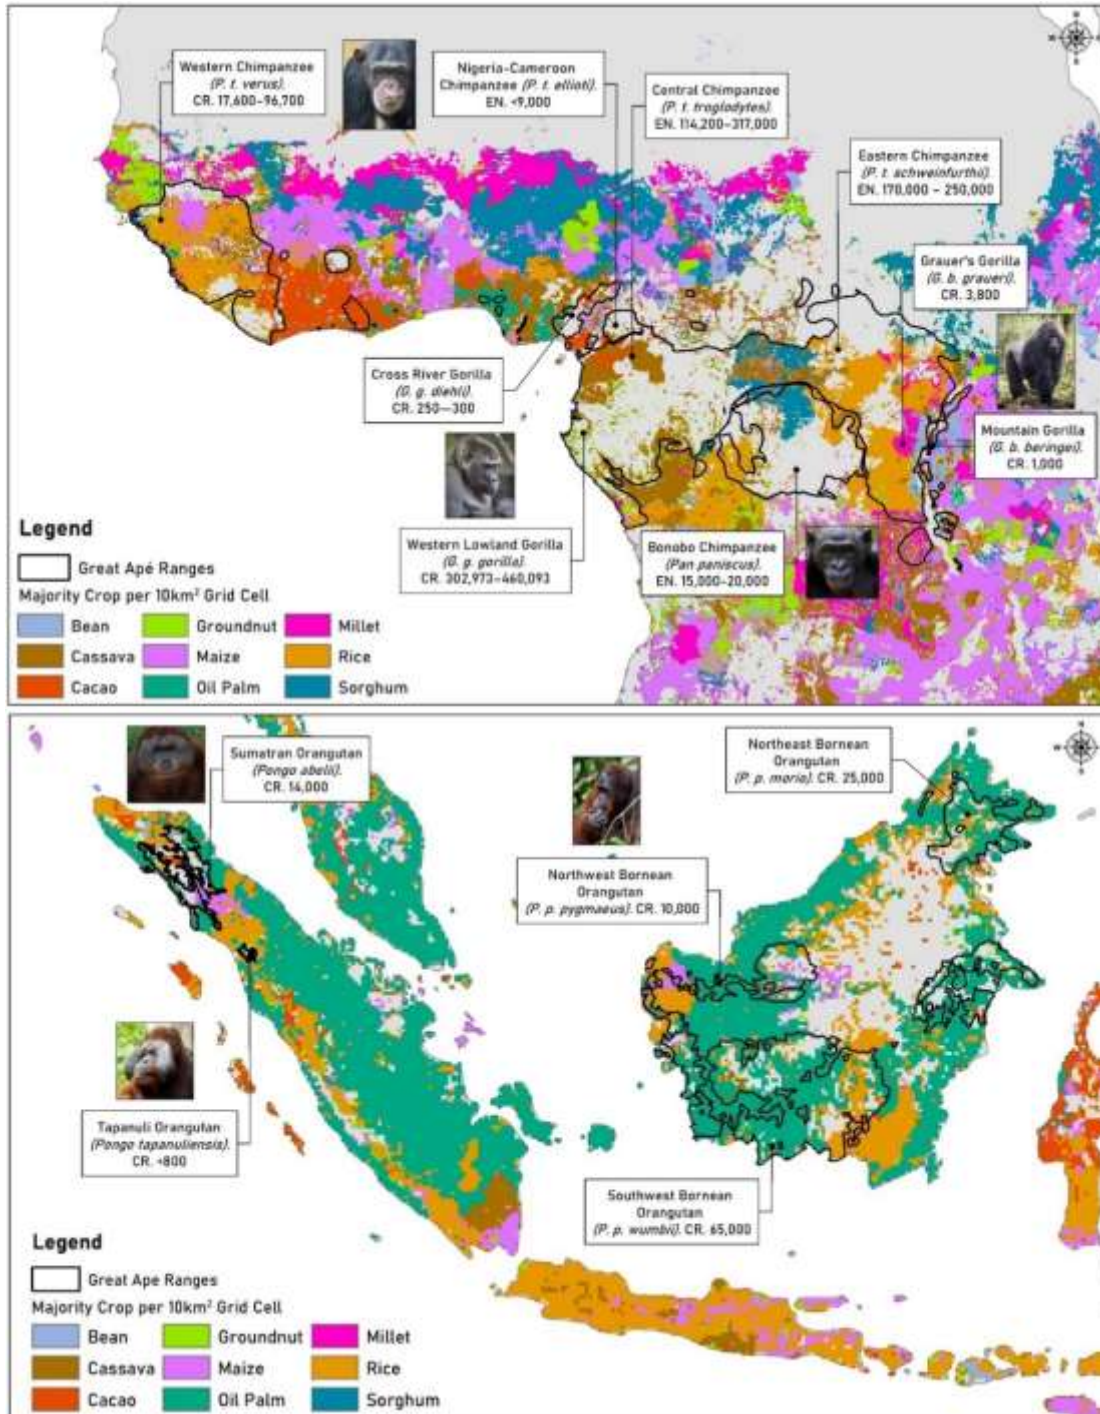 Western Chimpanzee
(P. t. verus).
CR. 17,600-96,700
Nigeria-Cameroon
Chimpanzee (P. t. ellioti)
EN. <9,000
Central Chimpanzee
(P. t. troglodytes).
EN. 114,200-317,000
Eastern Chimpanzee
(P. t. schweinfurthii).
EN. 170,000 - 250,000
Grauer's Gorilla
(G. b. graueri).
CR. 3,800
Cross River Gorilla
(G. g. diehli).
CR. 250—300
Mountain Gorilla
(G. b. beringei).
CR. 1,000
Western Lowland Gorilla
(G. g. gorilla).
CR. 302,973-460,093
Bonobo Chimpanzee
(Pan paniscus).
EN. 15,000-20,000
Legend
Great Apé Ranges
Majority Crop per 10km² Grid Cell
Bean Groundnut Millet
Cassava Maize Rice
Cacao Oil Palm Sorghum
Sumatran Orangutan
(Pongo abelii).
CR. 14,000
Northeast Bornean
Orangutan
(P. p. morio). CR. 25,000
Northwest Bornean
Orangutan
(P. p. pygmaeus). CR. 10,000
Tapanuli Orangutan
(Pongo tapanuliensis).
CR. <800
Southwest Bornean
Orangutan
(P. p. wumbii). CR. 65,000
Legend
Great Ape Ranges
Majority Crop per 10km² Grid Cell
Bean Groundnut Millet
Cassava Maize Rice
Cacao Oil Palm Sorghum